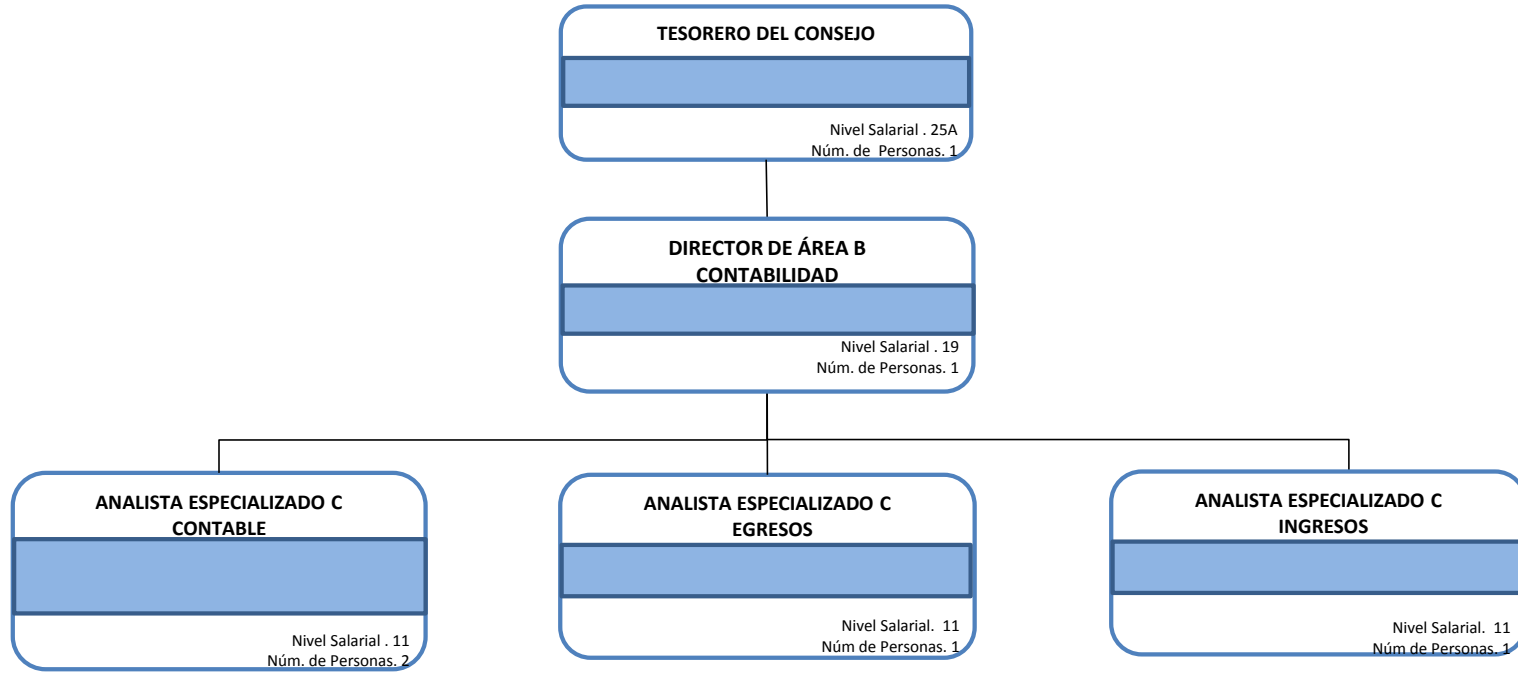 TESORERO DEL CONSEJO
Nivel Salarial . 25A
Núm. de  Personas. 1
DIRECTOR DE ÁREA B
CONTABILIDAD
Nivel Salarial . 19
Núm. de Personas. 1
ANALISTA ESPECIALIZADO C
CONTABLE
Nivel Salarial . 11
Núm. de Personas. 2
ANALISTA ESPECIALIZADO C
EGRESOS
Nivel Salarial.  11
Núm de Personas. 1
ANALISTA ESPECIALIZADO C
INGRESOS
Nivel Salarial.  11
Núm de Personas. 1